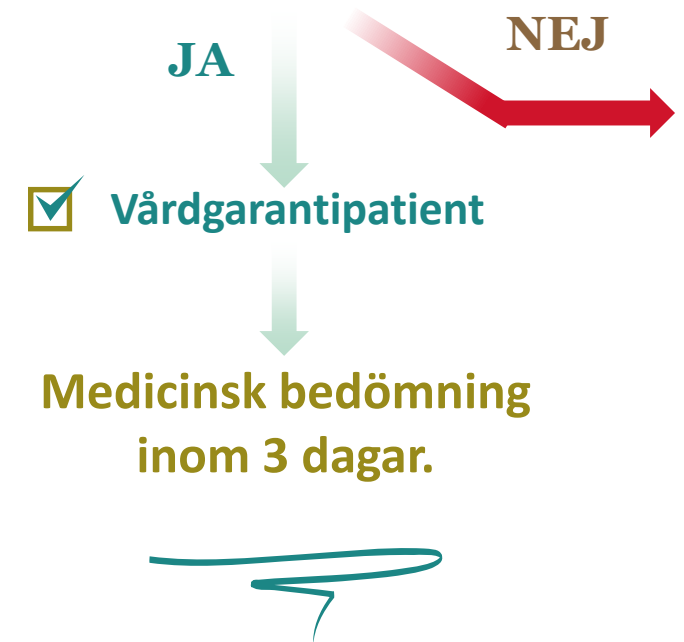 JA
NEJ
Vårdgarantipatient
Medicinsk bedömning
inom 3 dagar.